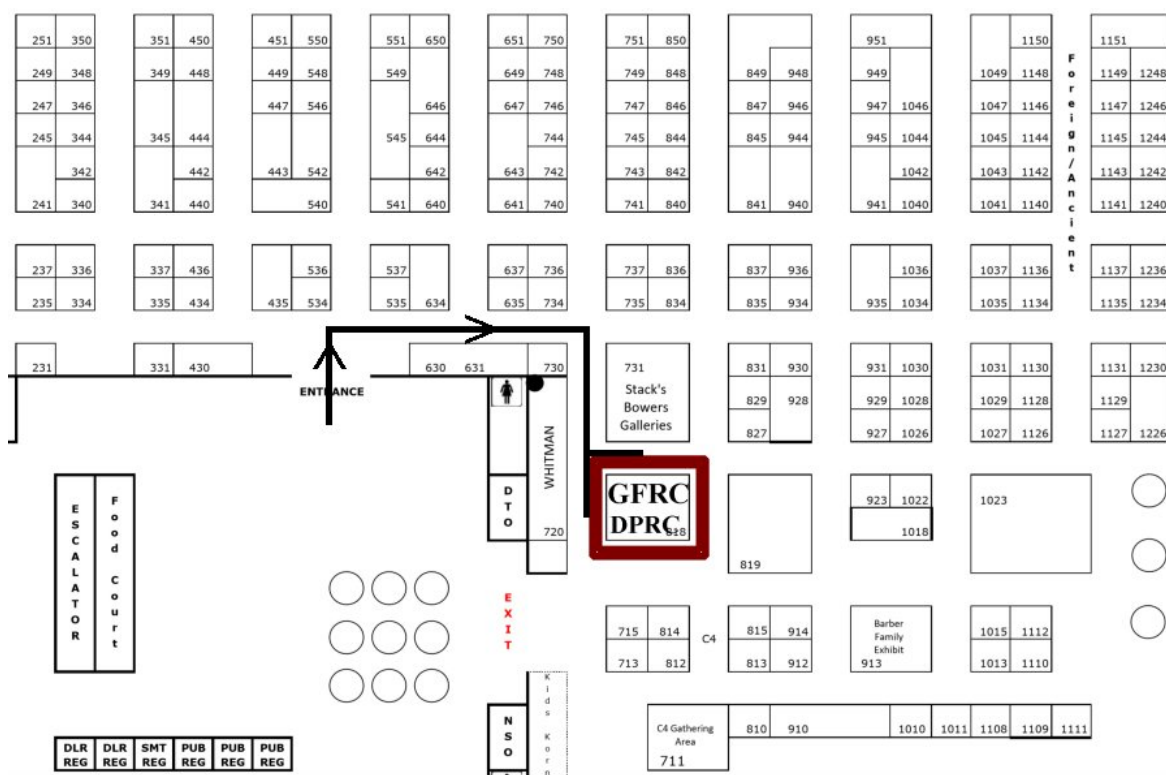 251 350 351 450 451 550 551 650 651 750 751 850 951 1150 1151
249 348 349 448 449 548 549 649 748 749 848 849 948 949 1049 1148 1149 1248
247 346 447 546 646 647 746 747 846 847 946 947 1046 1047 1146 1147 1246
245 344 345 444 545 644 744 745 844 845 944 945 1044 1045 1144 1145 1244
342 442 443 542 642 643 742 743 842 1042 1043 1142 1143 1242
241 340 341 440 540 541 640 641 740 741 840 841 940 941 1040 1041 1140 1141 1240
Foreign/Ancient
237 336 337 436 536 537 637 736 737 836 837 936 1036 1037 1136 1137 1236
235 334 335 434 435 534 535 634 635 734 735 834 835 934 935 1034 1035 1134 1135 1234
231 331 430 630 631 730 731 831 930 931 1030 1031 1130 1131 1230
ENTRANCE
Stack's
Bowers
Galleries
829 928 929 1028 1029 1128 1129
827 927 1026 1027 1126 1127 1226
WHITMAN
720
DTO
ESCALATOR
Food Court
GFRC
DPRC
818
819
923 1022
1018
1023
EXIT
715 814 C4 815 914 1015 1112
713 812 813 912 1013 1110
Barber
Family
Exhibit
913
Kids Korn
NSO
C4 Gathering
Area
711
810 910 1010 1011 1108 1109 1111
DLR DLR SMT PUB PUB PUB
REG REG REG REG REG REG